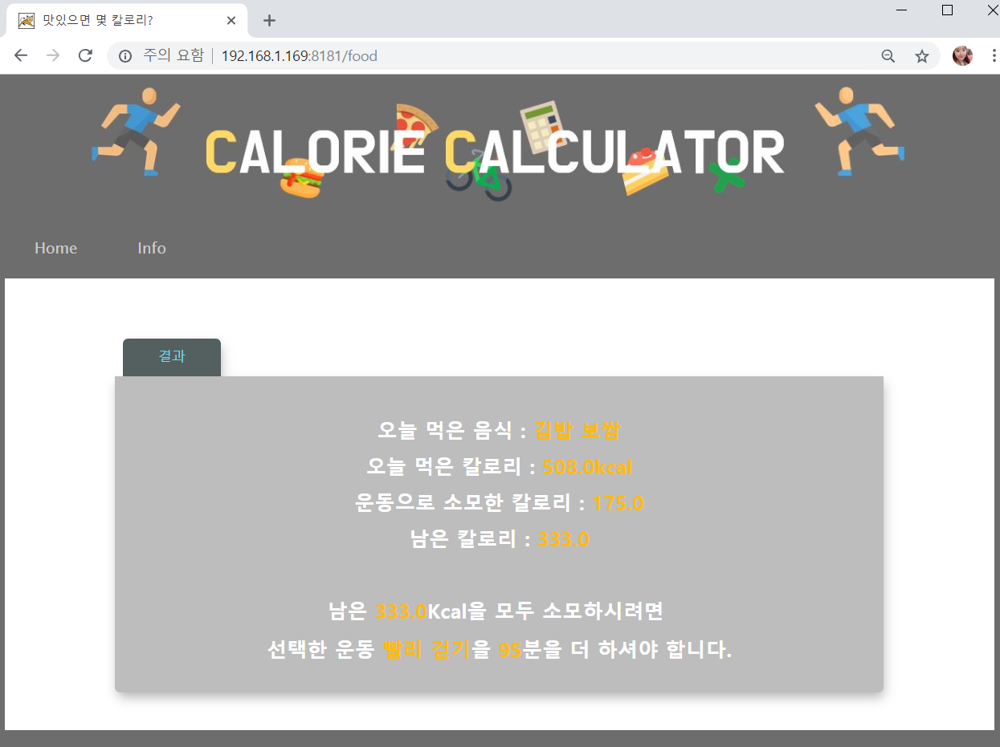 맛있으면 몇 칼로리?
주의 요함 192.168.1.169:8181/food
CALORIE CALCULATOR
Home Info
결과
오늘 먹은 음식 : 김밥 보쌈
오늘 먹은 칼로리 : 508.0kcal
운동으로 소모한 칼로리 : 175.0
남은 칼로리 : 333.0
남은 333.0Kcal을 모두 소모하시려면
선택한 운동 빨리 걷기을 95분을 더 하셔야 합니다.